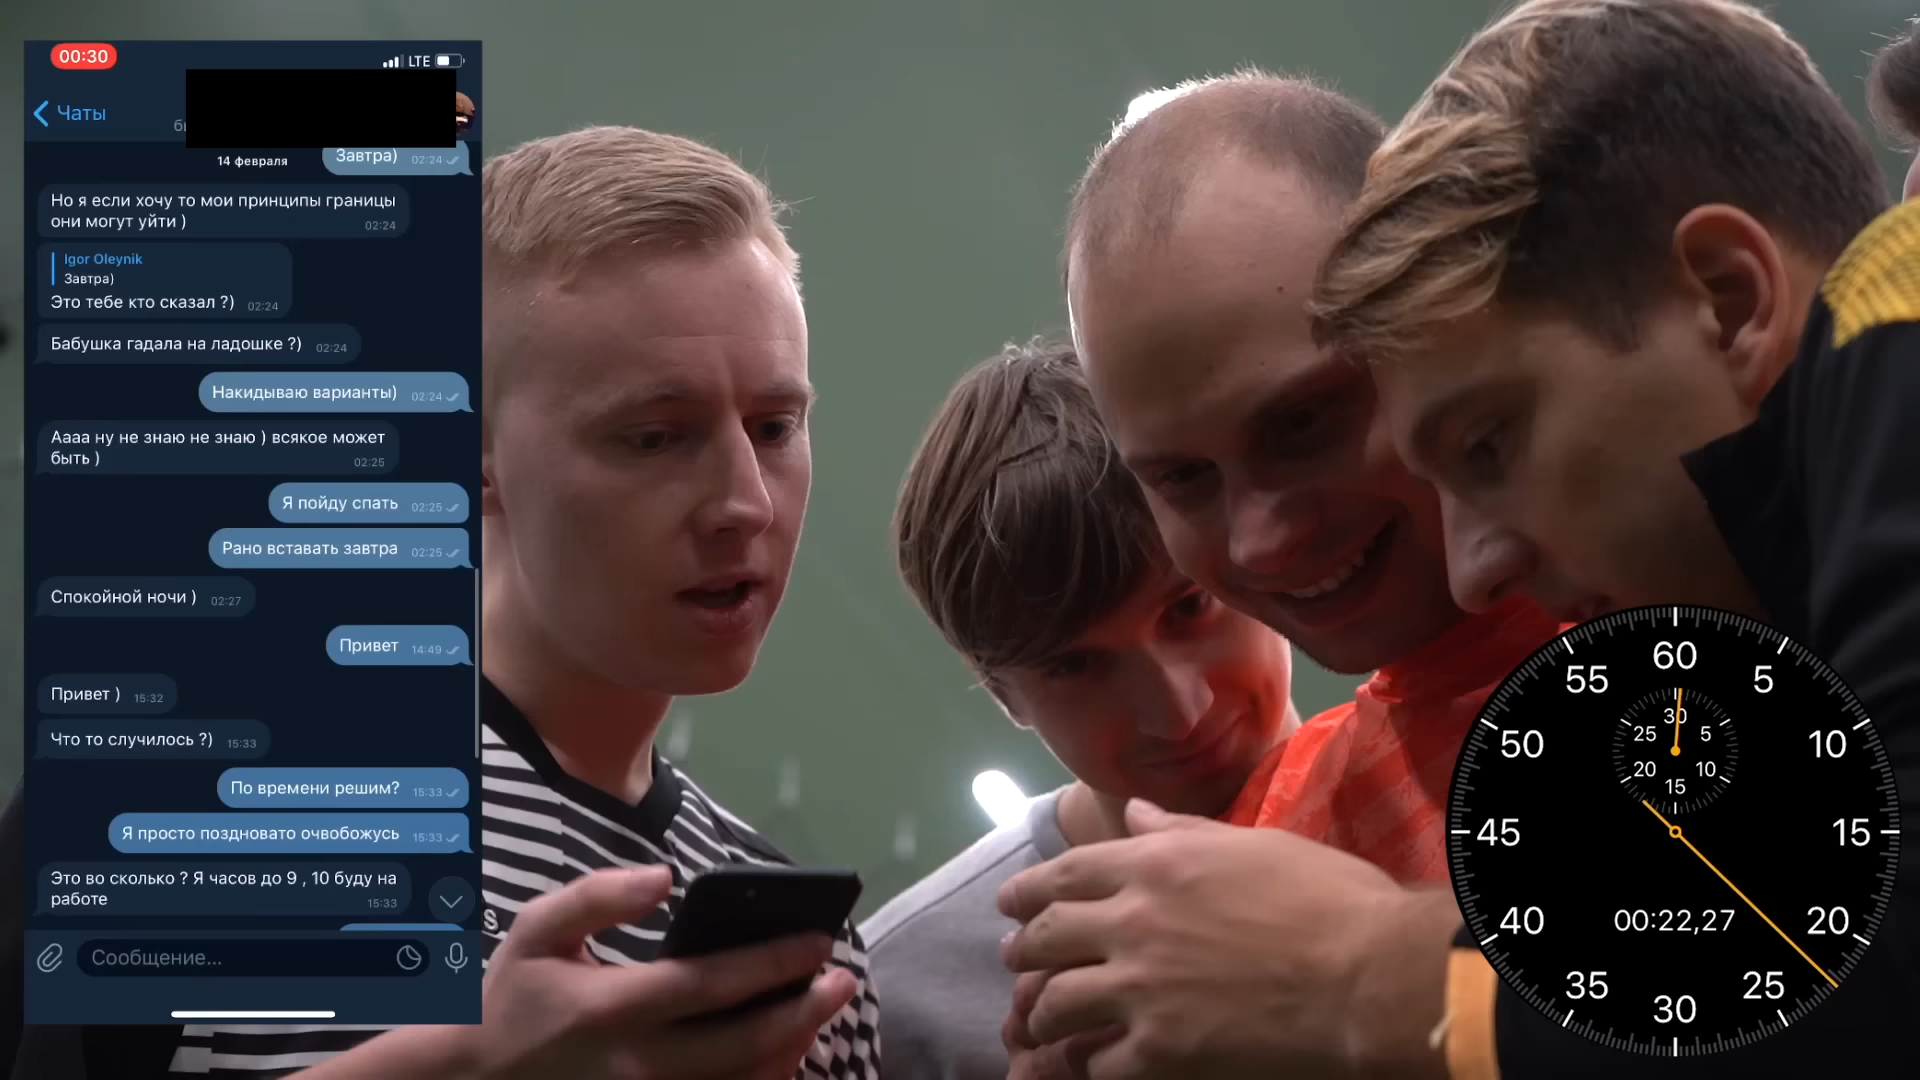 00:30
LTE
Чаты
14 февраля
Завтра) 02:24
Но я если хочу то мои принципы границы
они могут уйти )
02:24
Igor Oleynik
Завтра)
Это тебе кто сказал ?) 02:24
Бабушка гадала на ладошке ?) 02:24
Накидываю варианты) 02:24
Аааа ну не знаю не знаю ) всякое может
быть )
02:25
Я пойду спать 02:25
Рано вставать завтра 02:25
Спокойной ночи ) 02:27
Привет 14:49
Привет ) 15:32
Что то случилось ?) 15:33
По времени решим? 15:33
Я просто поздновато очвобожусь 15:33
Это во сколько ? Я часов до 9 , 10 буду на
работе
15:33
Сообщение...
60
5
10
15
20
25
30
35
40
45
50
55
30
5
10
15
20
25
00:22,27